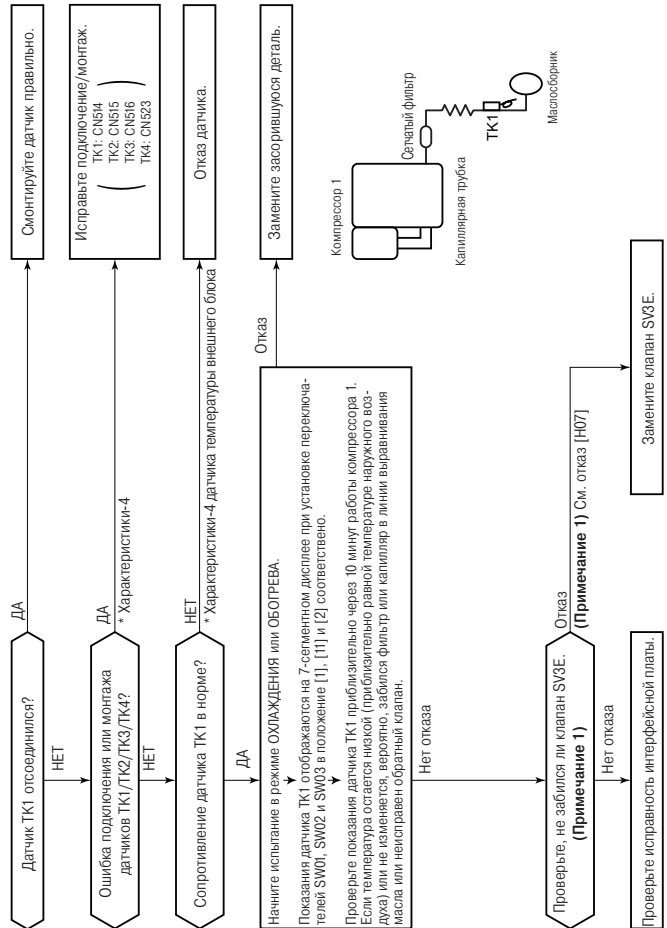 Датчик TK1 отсоединился?
ДА
Смонтируйте датчик правильно.
НЕТ
Ошибка подключения или монтажа
датчиков TK1/TK2/TK3/TK4?
ДА
* Характеристики-4
Исправьте подключение/монтаж.
TK1: CN514
TK2: CN515
TK3: CN516
TK4: CN523
НЕТ
Сопротивление датчика TK1 в норме?
НЕТ
* Характеристики-4 датчика температуры внешнего блока
Отказ датчика.
ДА
Начните испытание в режиме ОХЛАЖДЕНИЯ или ОБОГРЕВА.
Показания датчика TK1 отображаются на 7-сегментном дисплее при установке переключа-
телей SW01, SW02 и SW03 в положение [1], [11] и [2] соответствено.
Проверьте показания датчика TK1 приблизительно через 10 минут работы компрессора 1.
Если температура остается низкой (приблизительно равной температуре наружного воз-
духа) или не изменяется, вероятно, забился фильтр или капилляр в линии выравнивания
масла или неисправен обратный клапан.
Отказ
Замените засорившуюся деталь.
Компрессор 1
Сетчатый фильтр
Капиллярная трубка
TK1
Маслосборник
Нет отказа
Проверьте, не забился ли клапан SV3E.
(Примечание 1)
Отказ
(Примечание 1) См. отказ [H07]
Замените клапан SV3E.
Нет отказа
Проверьте исправность интерфейсной платы.